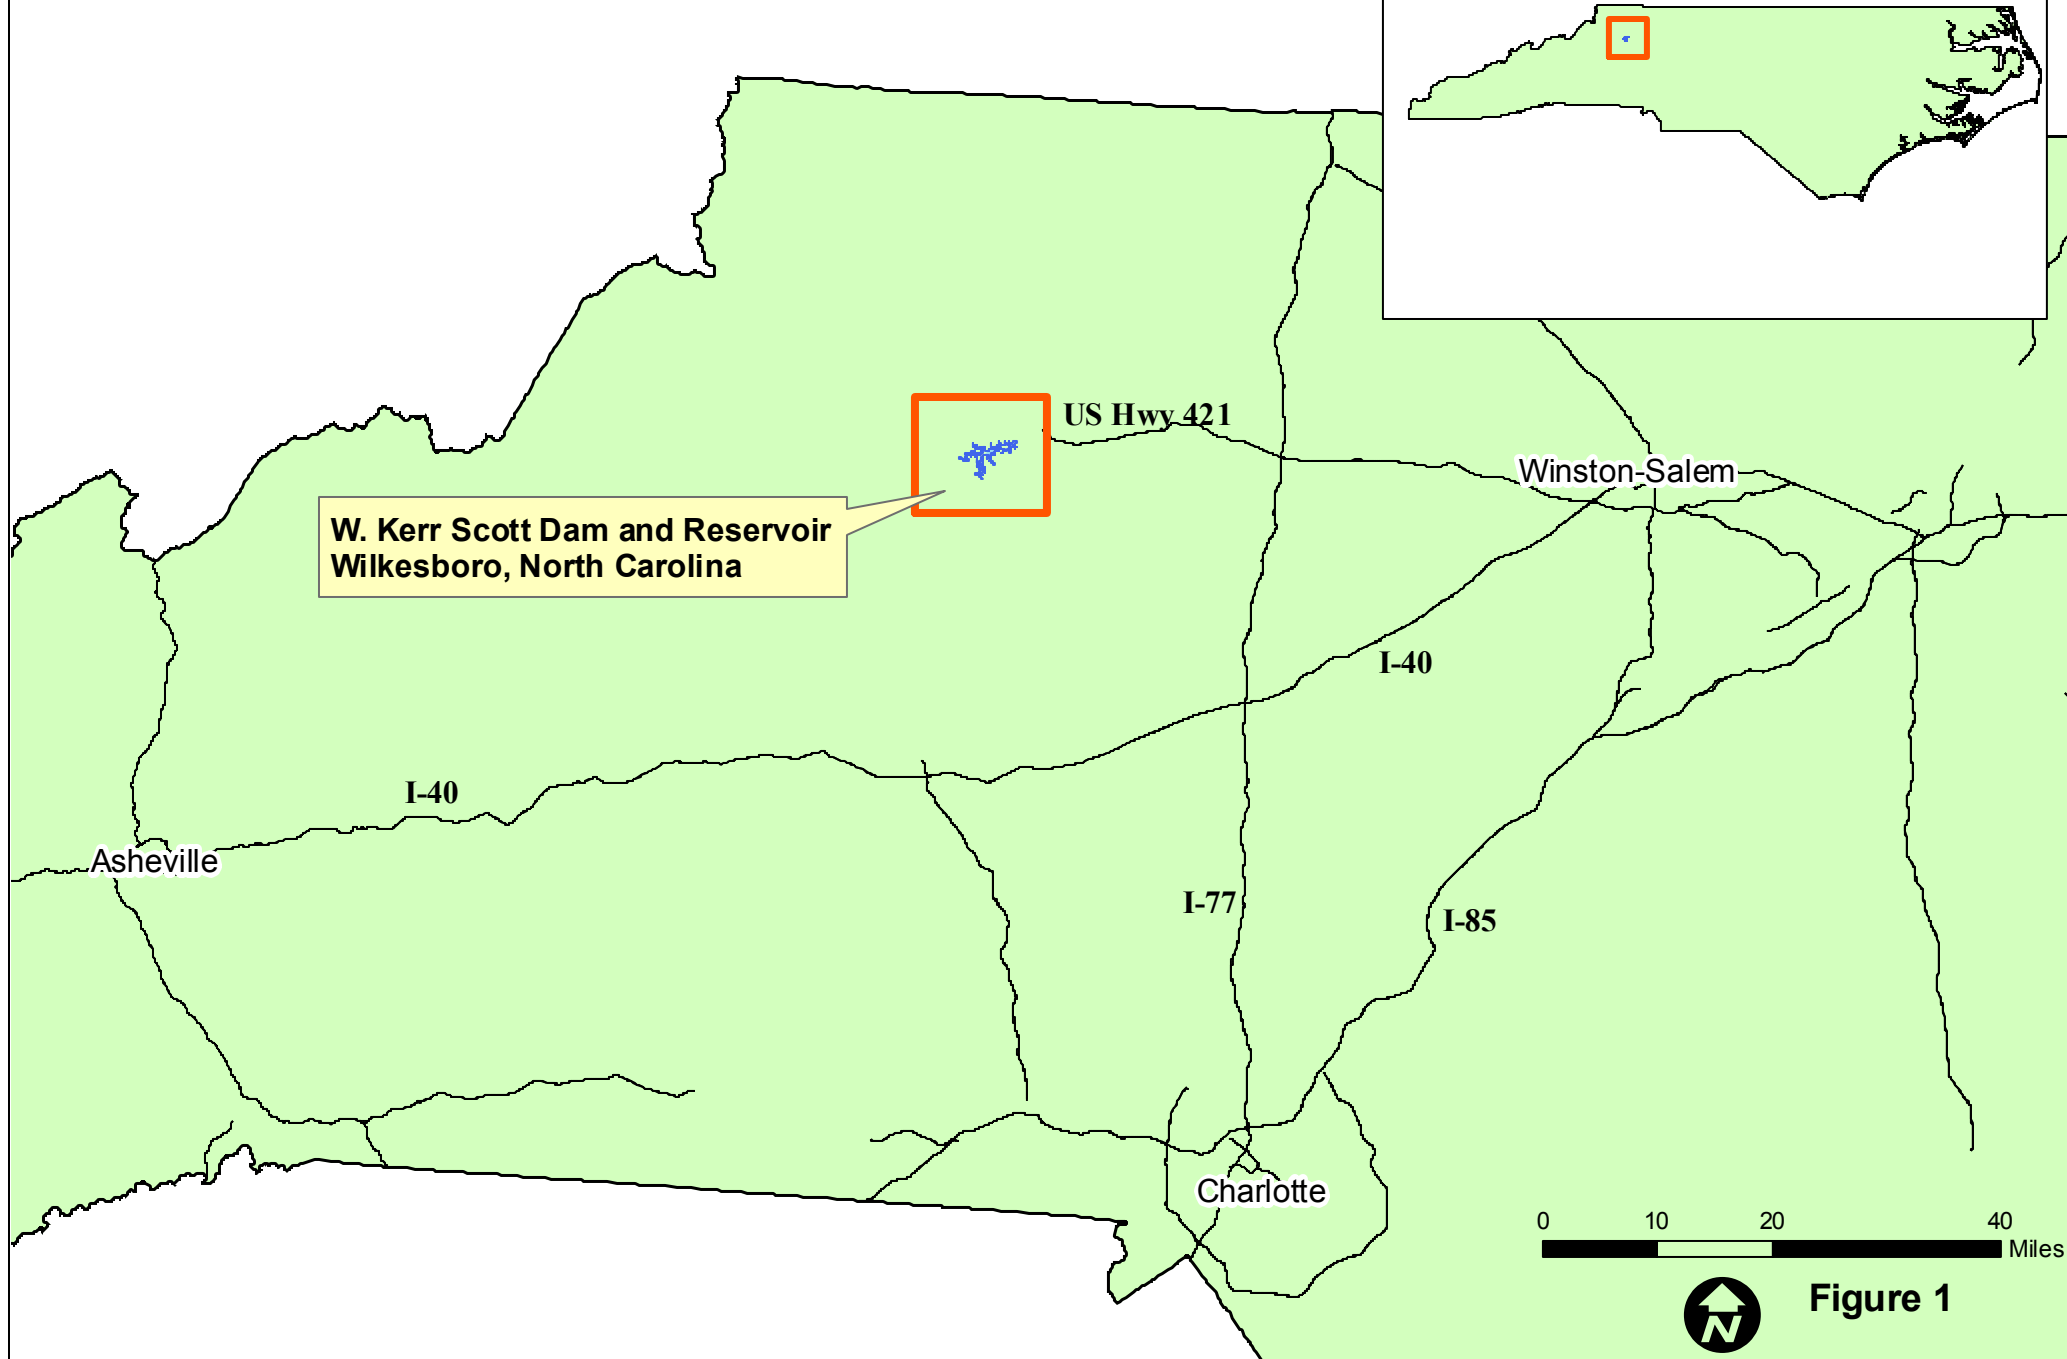 US Hwy 421
Winston-Salem
W. Kerr Scott Dam and Reservoir
Wilkesboro, North Carolina
I-40
I-40
Asheville
I-77
I-85
Charlotte
0 10 20 40
Miles
N
Figure 1